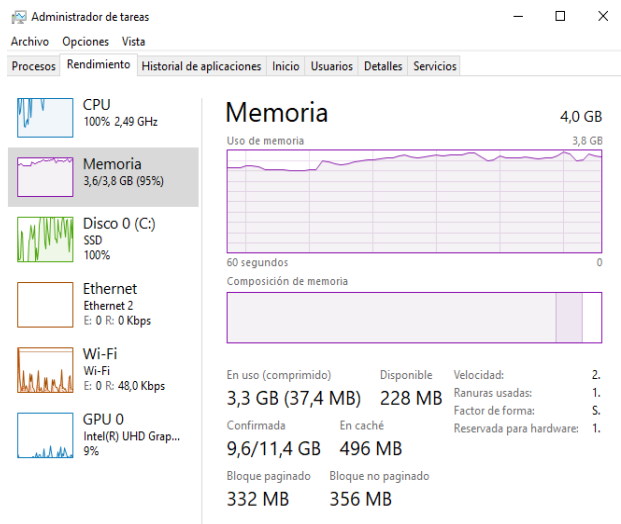 Administrador de tareas
Archivo Opciones Vista
Procesos Rendimiento Historial de aplicaciones Inicio Usuarios Detalles Servicios
CPU
100% 2,49 GHz
Memoria
3,6/3,8 GB (95%)
Disco 0 (C:)
SSD
100%
Ethernet
Ethernet 2
E: 0 R: 0 Kbps
Wi-Fi
Wi-Fi
E: 0 R: 48,0 Kbps
GPU 0
Intel(R) UHD Grap...
9%
Memoria 4,0 GB
Uso de memoria 3,8 GB
60 segundos 0
Composición de memoria
En uso (comprimido) Disponible
3,3 GB (37,4 MB) 228 MB
Confirmada En caché
9,6/11,4 GB 496 MB
Bloque paginado Bloque no paginado
332 MB 356 MB
Velocidad: 2.
Ranuras usadas: 1.
Factor de forma: S.
Reservada para hardware: 1.